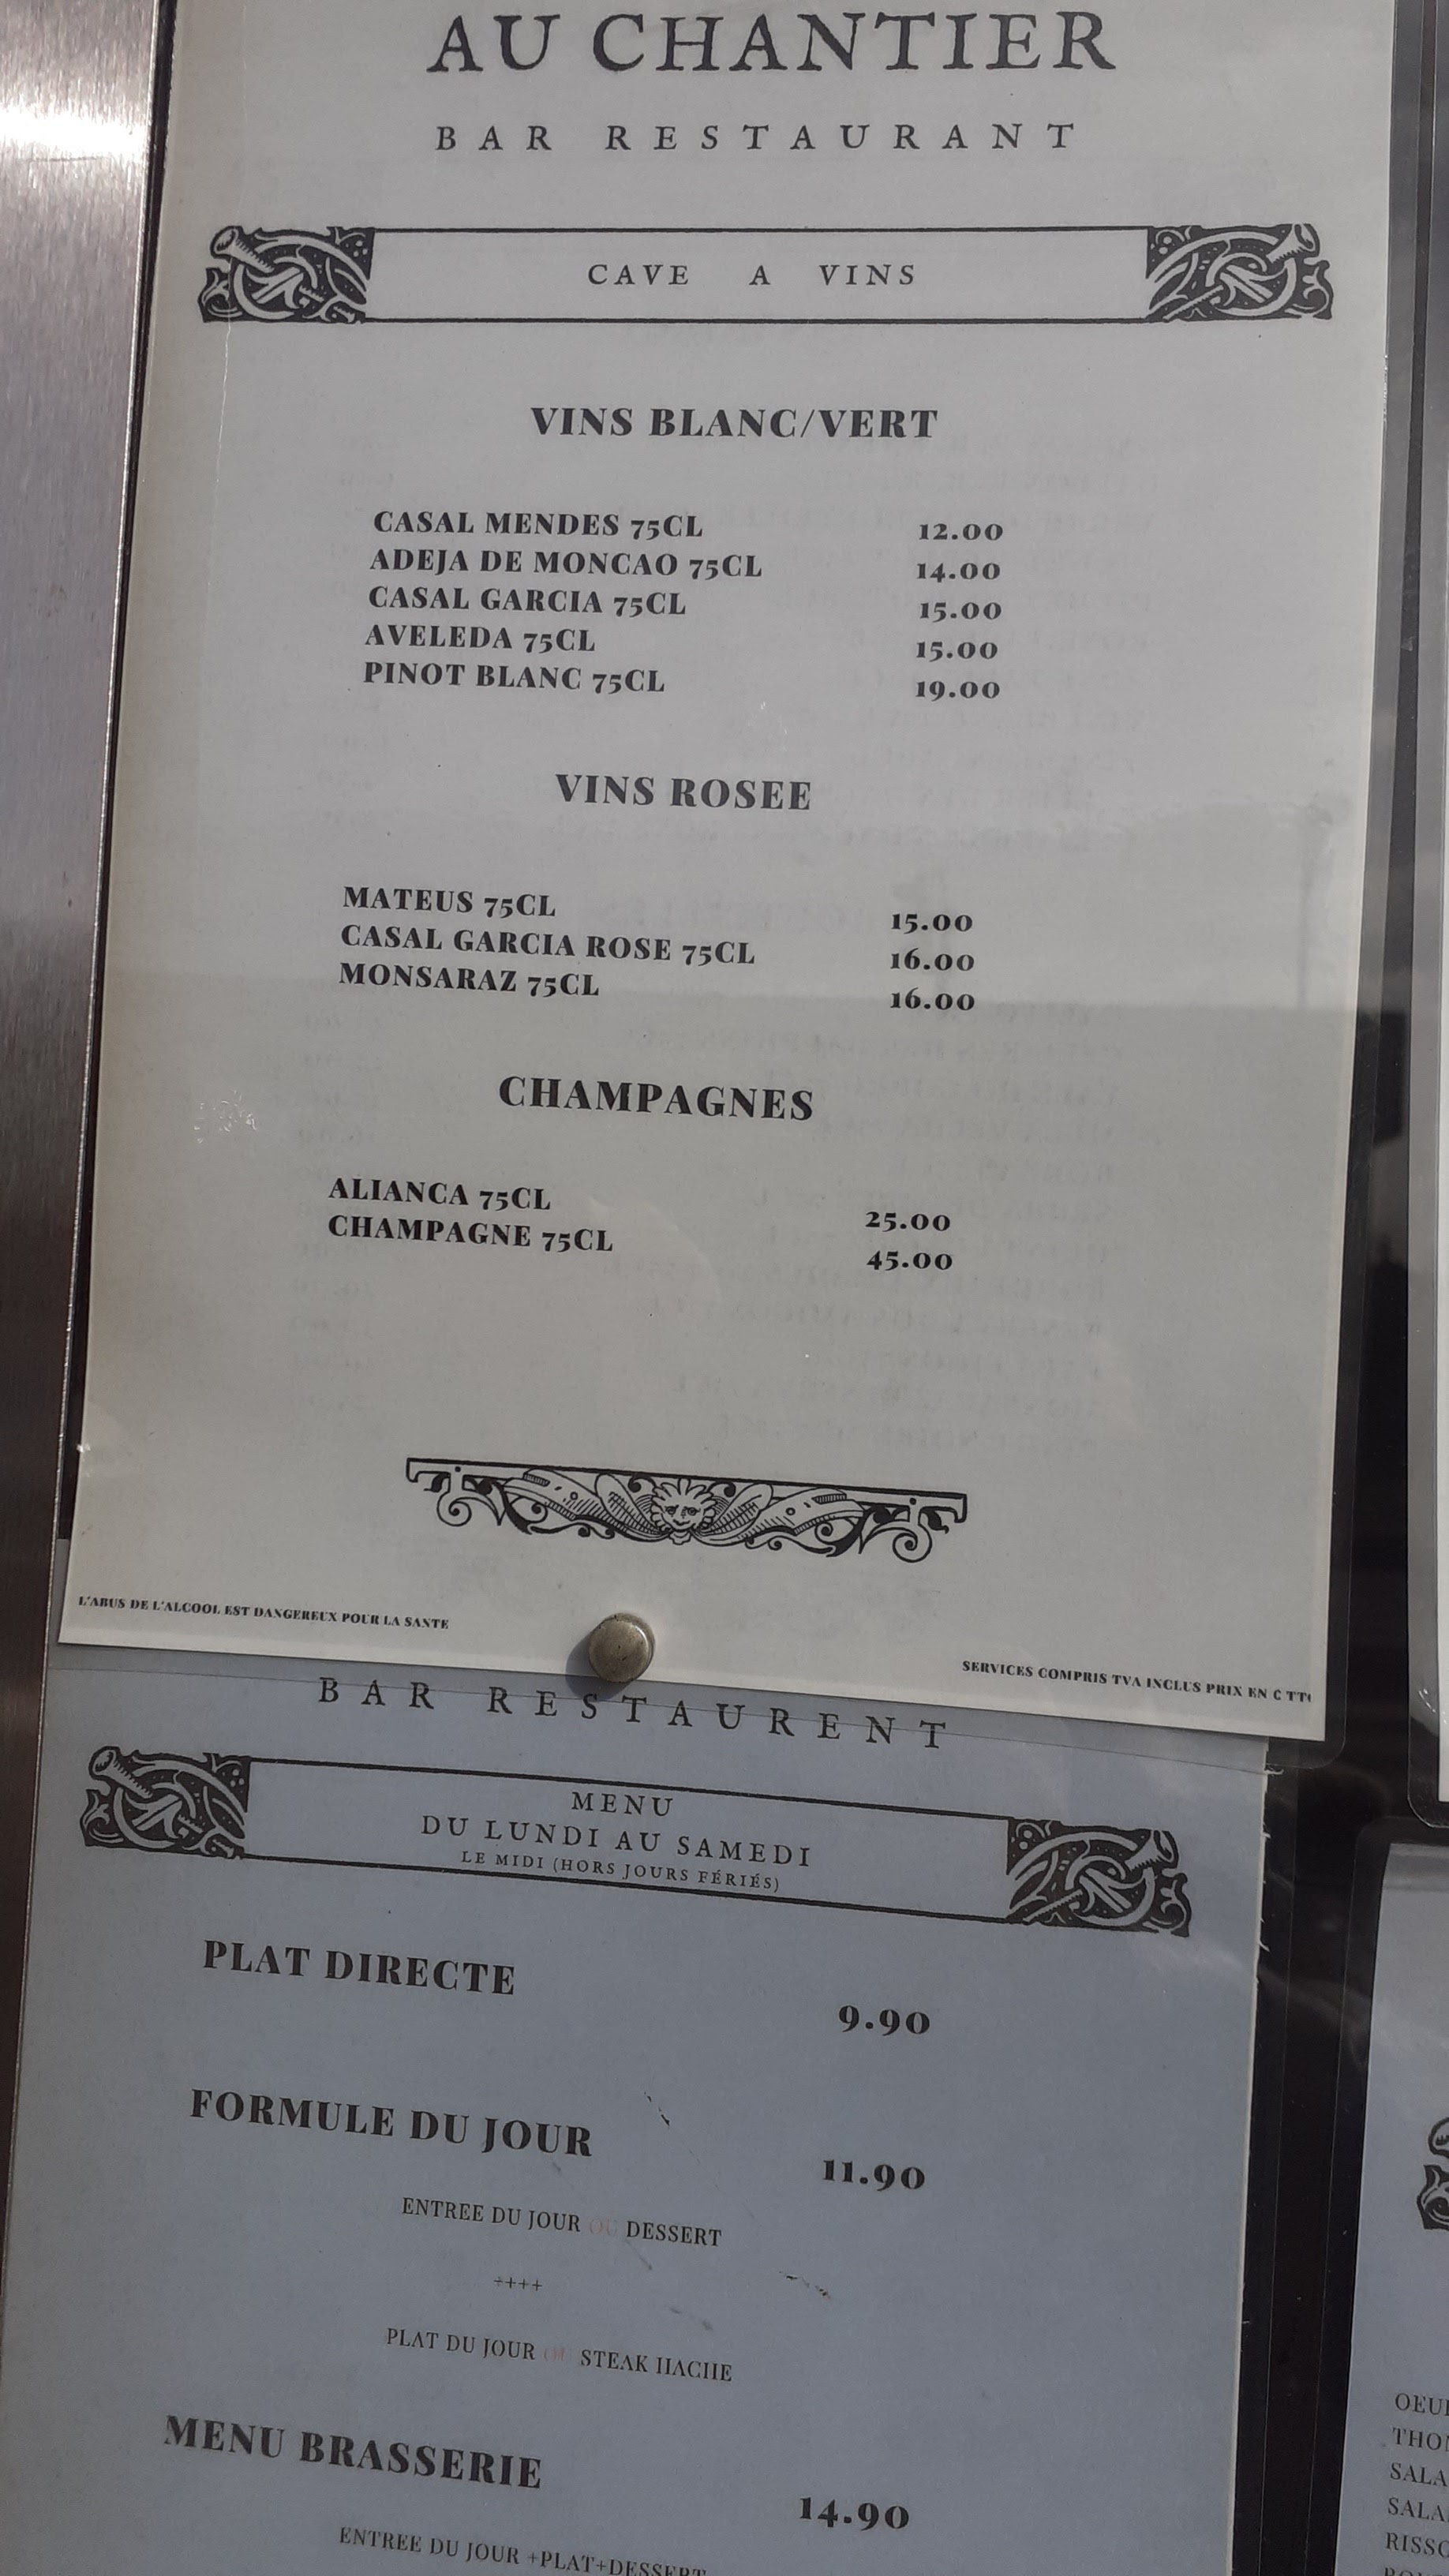 AU CHANTIER
BAR RESTAURANT
CAVE A VINS
VINS BLANC/VERT
CASAL MENDES 75CL 12.00
ADEJA DE MONCAO 75CL 14.00
CASAL GARCIA 75CL 15.00
AVELEDA 75CL 15.00
PINOT BLANC 75CL 19.00
VINS ROSEE
MATEUS 75CL 15.00
CASAL GARCIA ROSE 75CL 16.00
MONSARAZ 75CL 16.00
CHAMPAGNES
ALIANCA 75CL 25.00
CHAMPAGNE 75CL 45.00
L'ABUS DE L'ALCOOL EST DANGEREUX POUR LA SANTE
SERVICES COMPRIS TVA INCLUS PRIX EN €
BAR RESTAURENT
MENU
DU LUNDI AU SAMEDI
LE MIDI (HORS JOURS FÉRIÉS)
PLAT DIRECTE 9.90
FORMULE DU JOUR 11.90
ENTREE DU JOUR OU DESSERT
++++
PLAT DU JOUR OU STEAK HACHE
MENU BRASSERIE 14.90
ENTREE DU JOUR +PLAT+DESSERT
SALA
SALA
RISSO